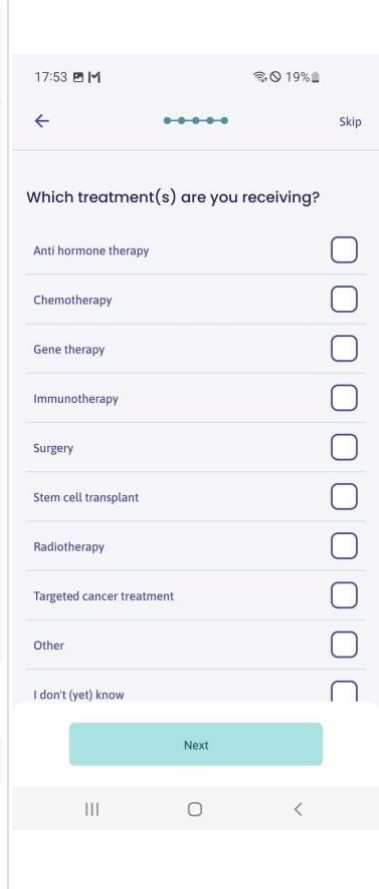 17:53 19%
Skip
Which treatment(s) are you receiving?
Anti hormone therapy
Chemotherapy
Gene therapy
Immunotherapy
Surgery
Stem cell transplant
Radiotherapy
Targeted cancer treatment
Other
I don't (yet) know
Next